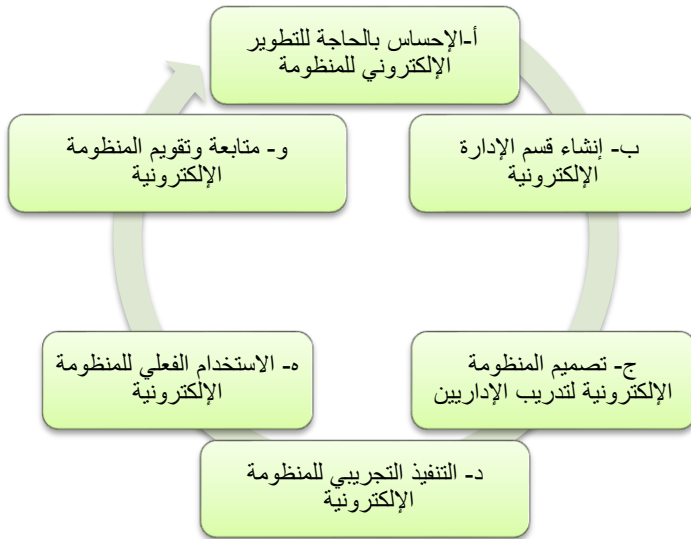 أ-الإحساس بالحاجة للتطوير
الإلكتروني للمنظومة
ب- إنشاء قسم الإدارة
الإلكترونية
ج- تصميم المنظومة
الإلكترونية لتدريب الإداريين
د- التنفيذ التجريبي للمنظومة
الإلكترونية
ه- الاستخدام الفعلي للمنظومة
الإلكترونية
و- متابعة وتقويم المنظومة
الإلكترونية